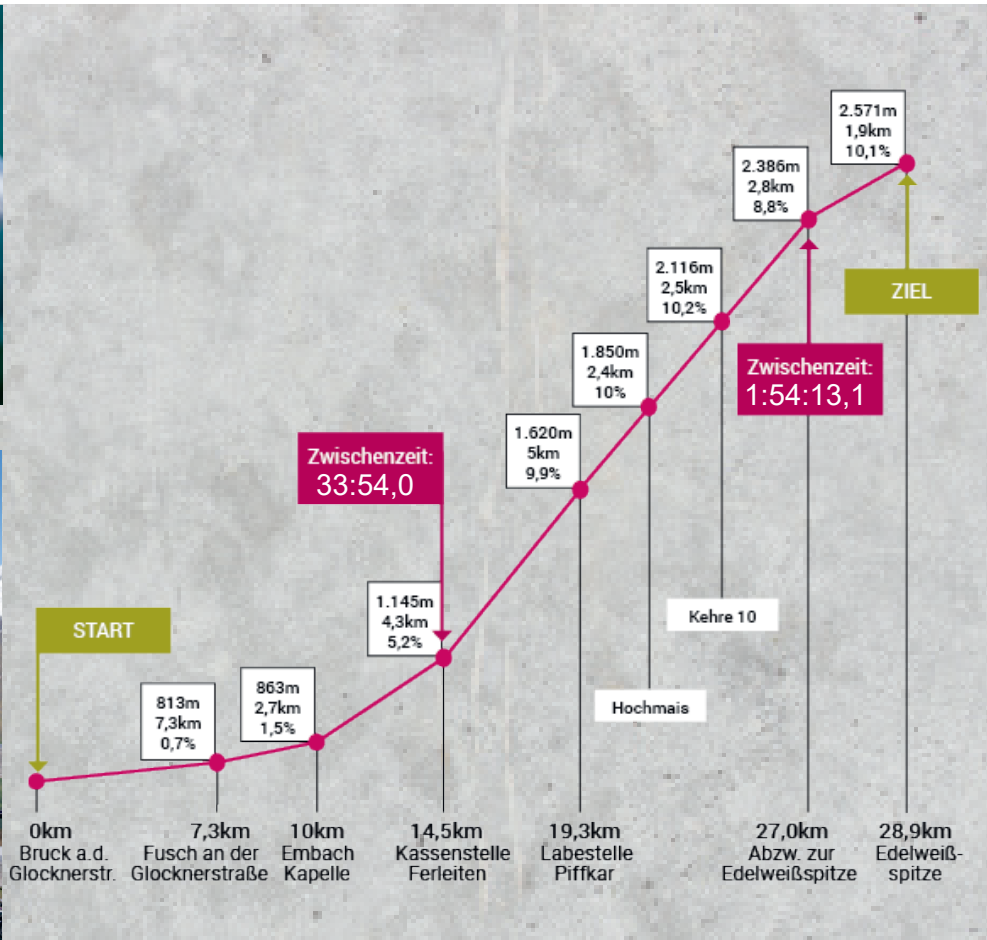 2.571m
1,9km
10,1%
2.386m
2,8km
8,8%
ZIEL
2.116m
2,5km
10,2%
1.850m
2,4km
10%
Zwischenzeit:
1:54:13,1
1.620m
5km
9,9%
Zwischenzeit:
33:54,0
1.145m
4,3km
5,2%
START
Kehre 10
863m
2,7km
1,5%
813m
7,3km
0,7%
Hochmais
0km
Bruck a.d.
Glocknerstr.
7,3km
Fusch an der
Glocknerstraße
10km
Embach
Kapelle
14,5km
Kassenstelle
Ferleiten
19,3km
Labestelle
Piffkar
27,0km
Abzw. zur
Edelweißspitze
28,9km
Edelweiß-
spitze